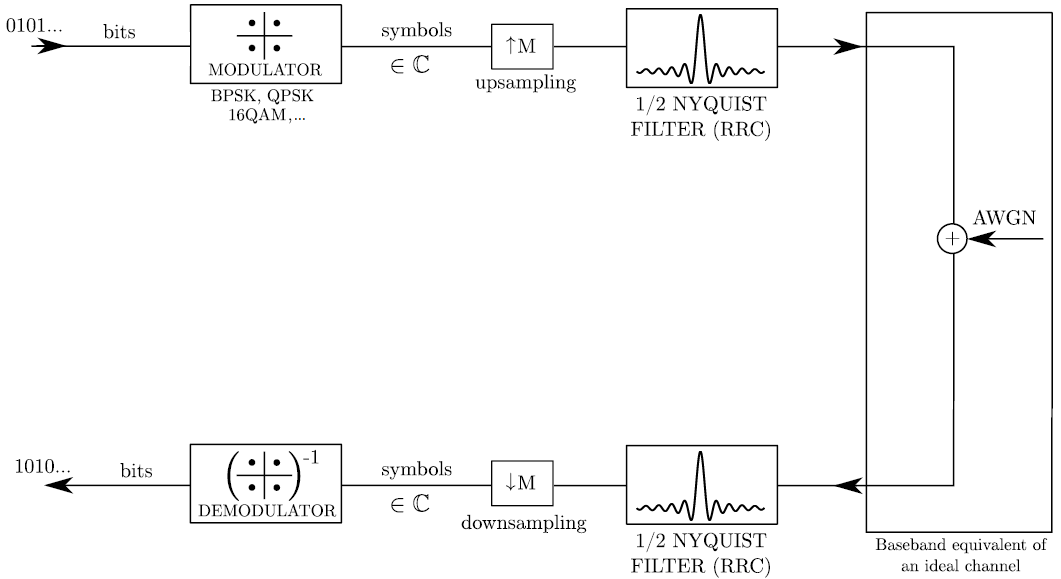 0101...
bits
MODULATOR
BPSK, QPSK
16QAM,...
symbols
∈ ℂ
↑M
upsampling
1/2 NYQUIST
FILTER (RRC)
AWGN
+
1010...
bits
( )-1
DEMODULATOR
symbols
∈ ℂ
↓M
downsampling
1/2 NYQUIST
FILTER (RRC)
Baseband equivalent of
an ideal channel